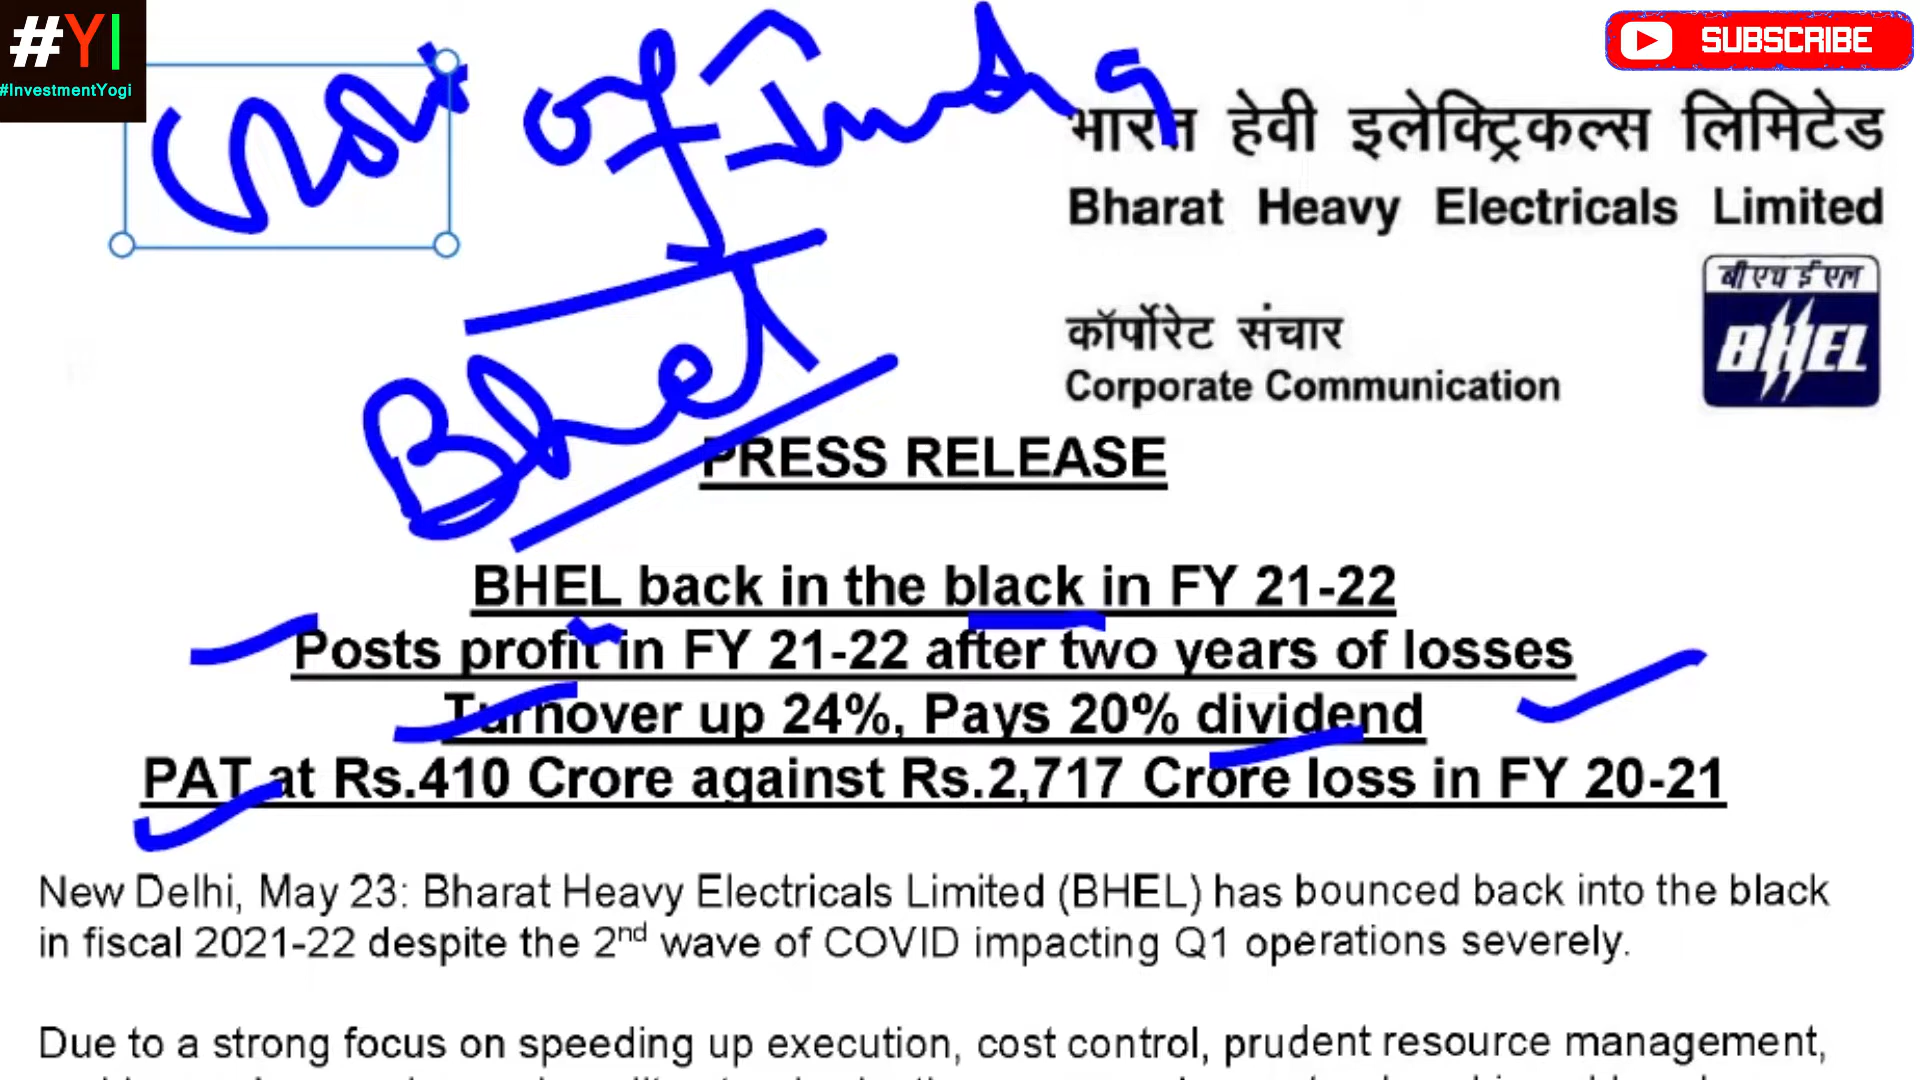 #YI
#InvestmentYogi
SUBSCRIBE
Govt of India
भारत हेवी इलेक्ट्रिकल्स लिमिटेड
Bharat Heavy Electricals Limited
बी एच ई एल
BHEL
कॉर्पोरेट संचार
Corporate Communication
Bhel
PRESS RELEASE
BHEL back in the black in FY 21-22
Posts profit in FY 21-22 after two years of losses
Turnover up 24%, Pays 20% dividend
PAT at Rs.410 Crore against Rs.2,717 Crore loss in FY 20-21
New Delhi, May 23: Bharat Heavy Electricals Limited (BHEL) has bounced back into the black
in fiscal 2021-22 despite the 2nd wave of COVID impacting Q1 operations severely.
Due to a strong focus on speeding up execution, cost control, prudent resource management,